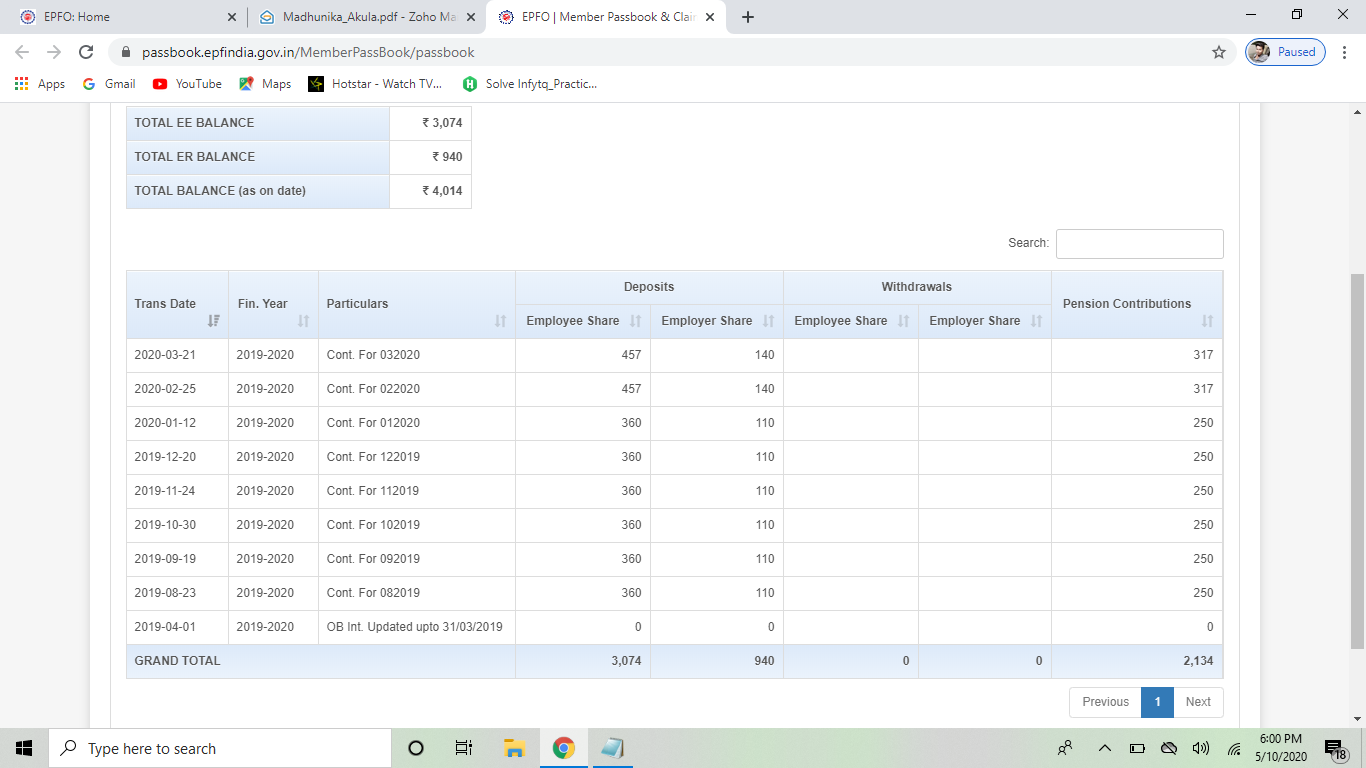 EPFO: Home
Madhunika_Akula.pdf - Zoho Ma
EPFO | Member Passbook & Clai
passbook.epfindia.gov.in/MemberPassBook/passbook
Paused
Apps
Gmail
YouTube
Maps
Hotstar - Watch TV...
Solve Infytq_Practic...
TOTAL EE BALANCE ₹ 3,074
TOTAL ER BALANCE ₹ 940
TOTAL BALANCE (as on date) ₹ 4,014
Search:
Trans Date Fin. Year Particulars Deposits Withdrawals Pension Contributions
Employee Share Employer Share Employee Share Employer Share
2020-03-21 2019-2020 Cont. For 032020 457 140 317
2020-02-25 2019-2020 Cont. For 022020 457 140 317
2020-01-12 2019-2020 Cont. For 012020 360 110 250
2019-12-20 2019-2020 Cont. For 122019 360 110 250
2019-11-24 2019-2020 Cont. For 112019 360 110 250
2019-10-30 2019-2020 Cont. For 102019 360 110 250
2019-09-19 2019-2020 Cont. For 092019 360 110 250
2019-08-23 2019-2020 Cont. For 082019 360 110 250
2019-04-01 2019-2020 OB Int. Updated upto 31/03/2019 0 0 0
GRAND TOTAL 3,074 940 0 0 2,134
Previous 1 Next
Type here to search
6:00 PM
5/10/2020
18